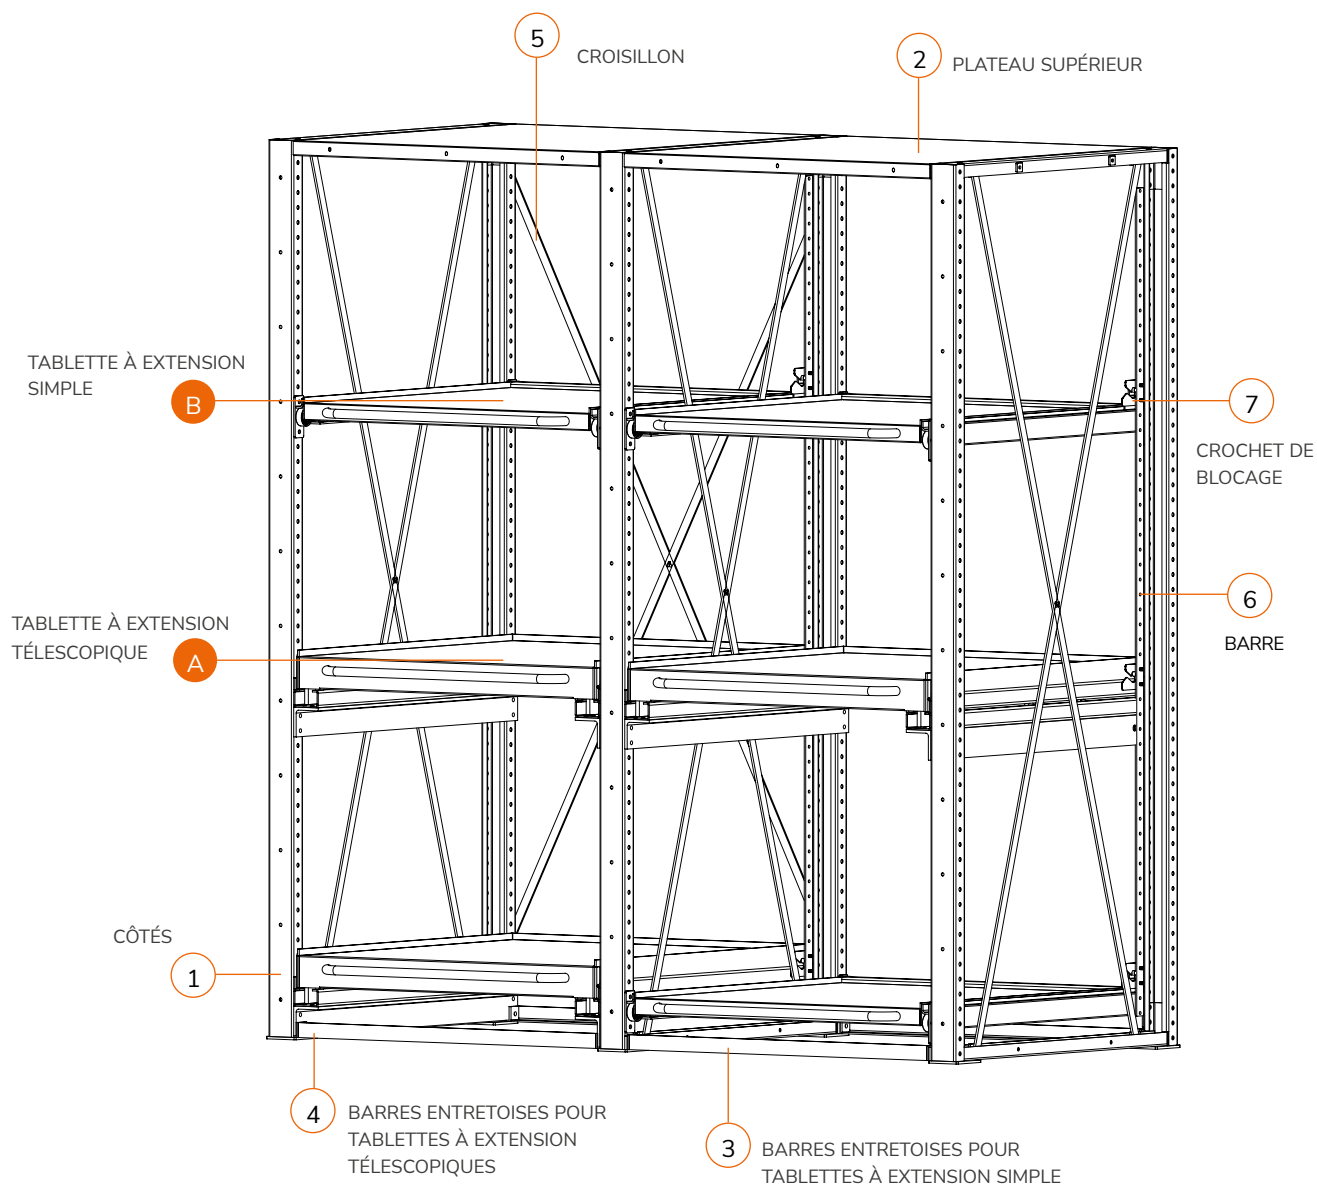 5
CROISILLON
2
PLATEAU SUPÉRIEUR
TABLETTE À EXTENSION
SIMPLE
B
7
CROCHET DE
BLOCAGE
6
BARRE
TABLETTE À EXTENSION
TÉLESCOPIQUE
A
CÔTÉS
1
4
BARRES ENTRETOISES POUR
TABLETTES À EXTENSION
TÉLESCOPIQUES
3
BARRES ENTRETOISES POUR
TABLETTES À EXTENSION SIMPLE